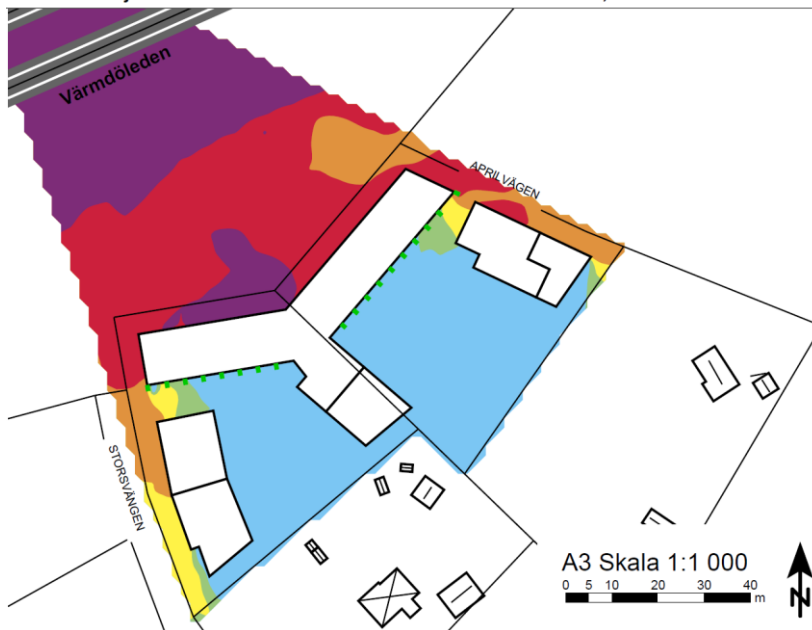 Värmdöleden
APRILVÄGEN
STORSVÄNGEN
A3 Skala 1:1 000
0 5 10 20 30 40
m
N